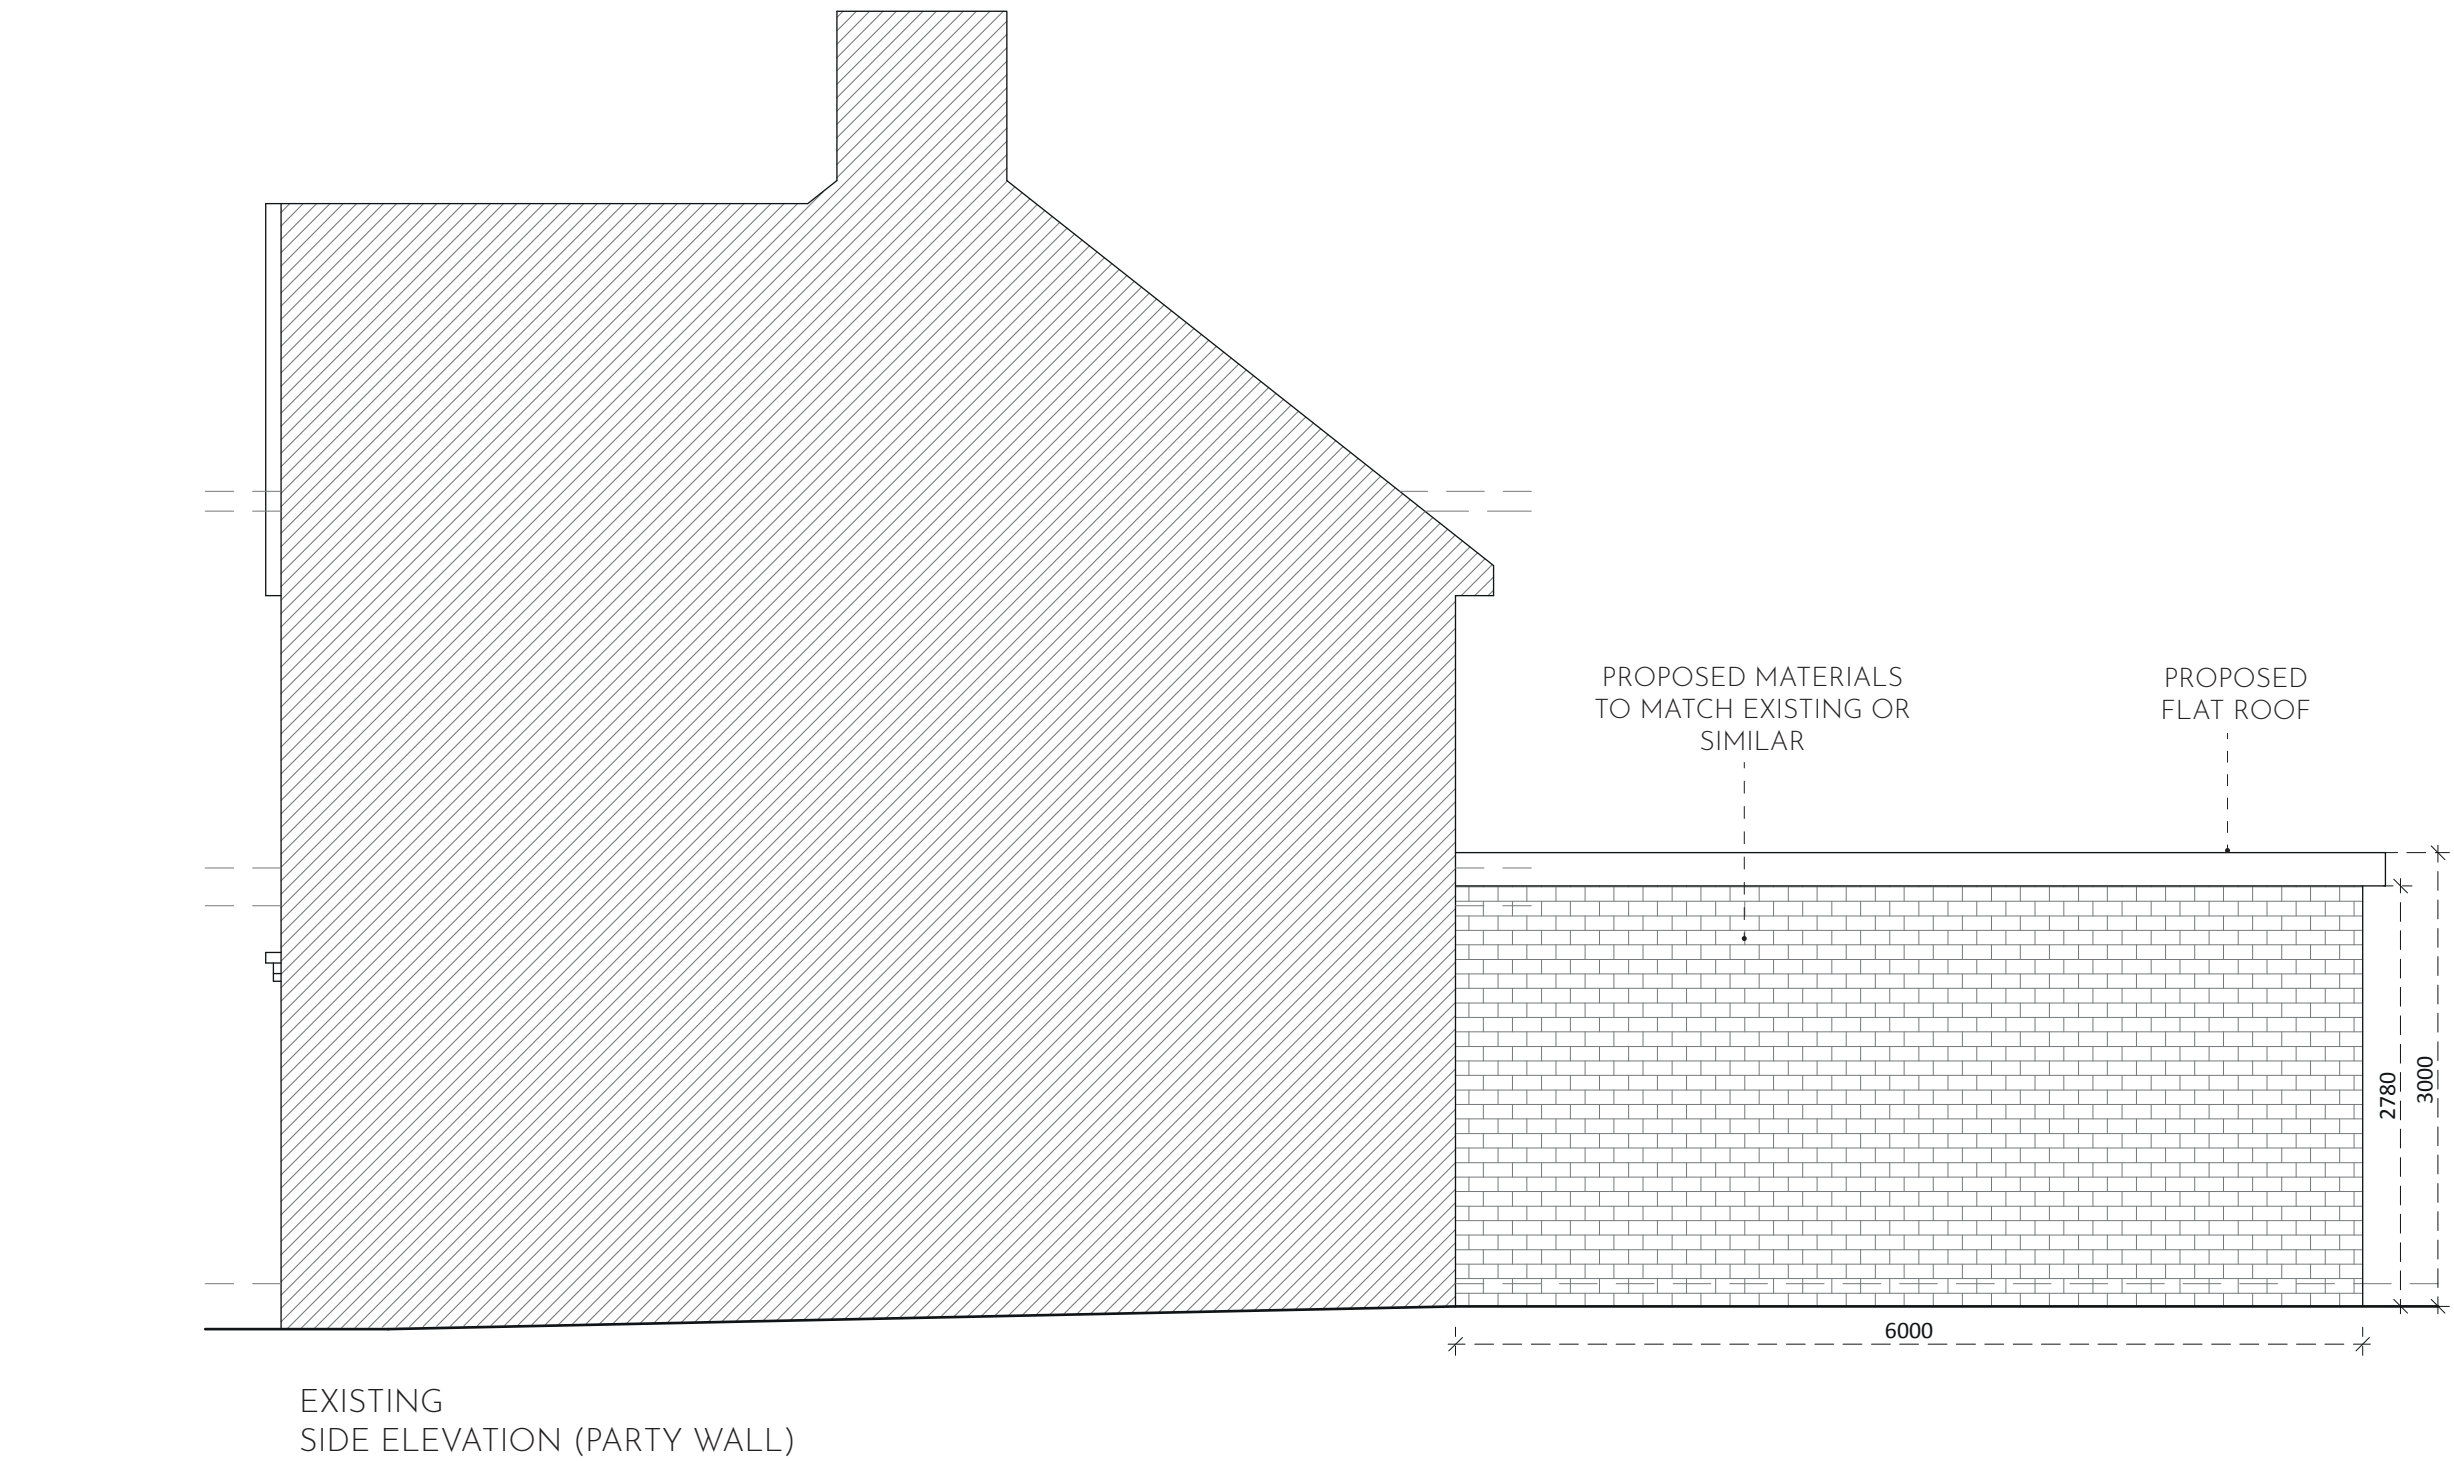 PROPOSED MATERIALS
TO MATCH EXISTING OR
SIMILAR
PROPOSED
FLAT ROOF
2780
3000
6000
EXISTING
SIDE ELEVATION (PARTY WALL)